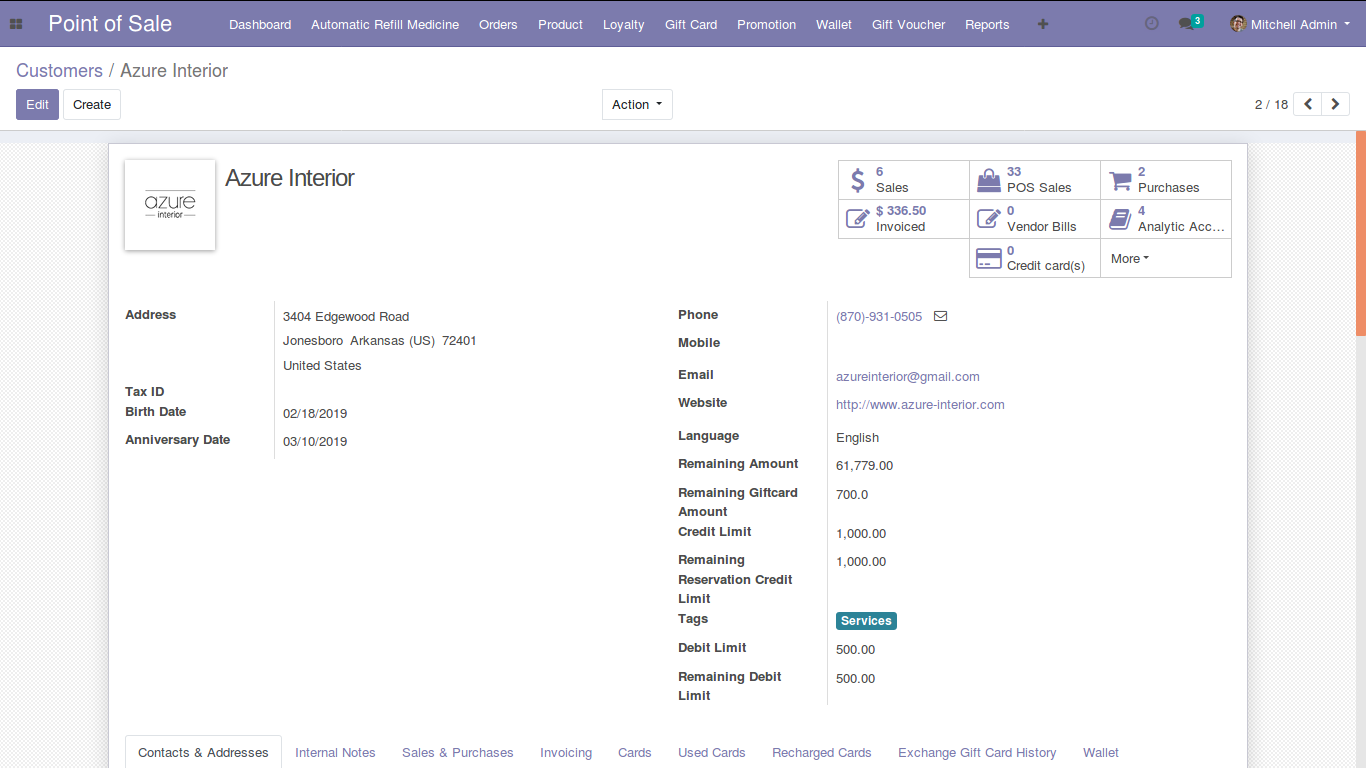 Point of Sale Dashboard Automatic Refill Medicine Orders Product Loyalty Gift Card Promotion Wallet Gift Voucher Reports 3 Mitchell Admin
Customers / Azure Interior
Edit Create Action 2 / 18
azure
interior
Azure Interior
6
Sales
33
POS Sales
2
Purchases
$ 336.50
Invoiced
0
Vendor Bills
4
Analytic Acc...
0
Credit card(s)
More
Address
3404 Edgewood Road
Jonesboro Arkansas (US) 72401
United States
Tax ID
Birth Date 02/18/2019
Anniversary Date 03/10/2019
Phone (870)-931-0505
Mobile
Email azureinterior@gmail.com
Website http://www.azure-interior.com
Language English
Remaining Amount 61,779.00
Remaining Giftcard
Amount
700.0
Credit Limit 1,000.00
Remaining
Reservation Credit
Limit
1,000.00
Tags Services
Debit Limit 500.00
Remaining Debit
Limit
500.00
Contacts & Addresses Internal Notes Sales & Purchases Invoicing Cards Used Cards Recharged Cards Exchange Gift Card History Wallet